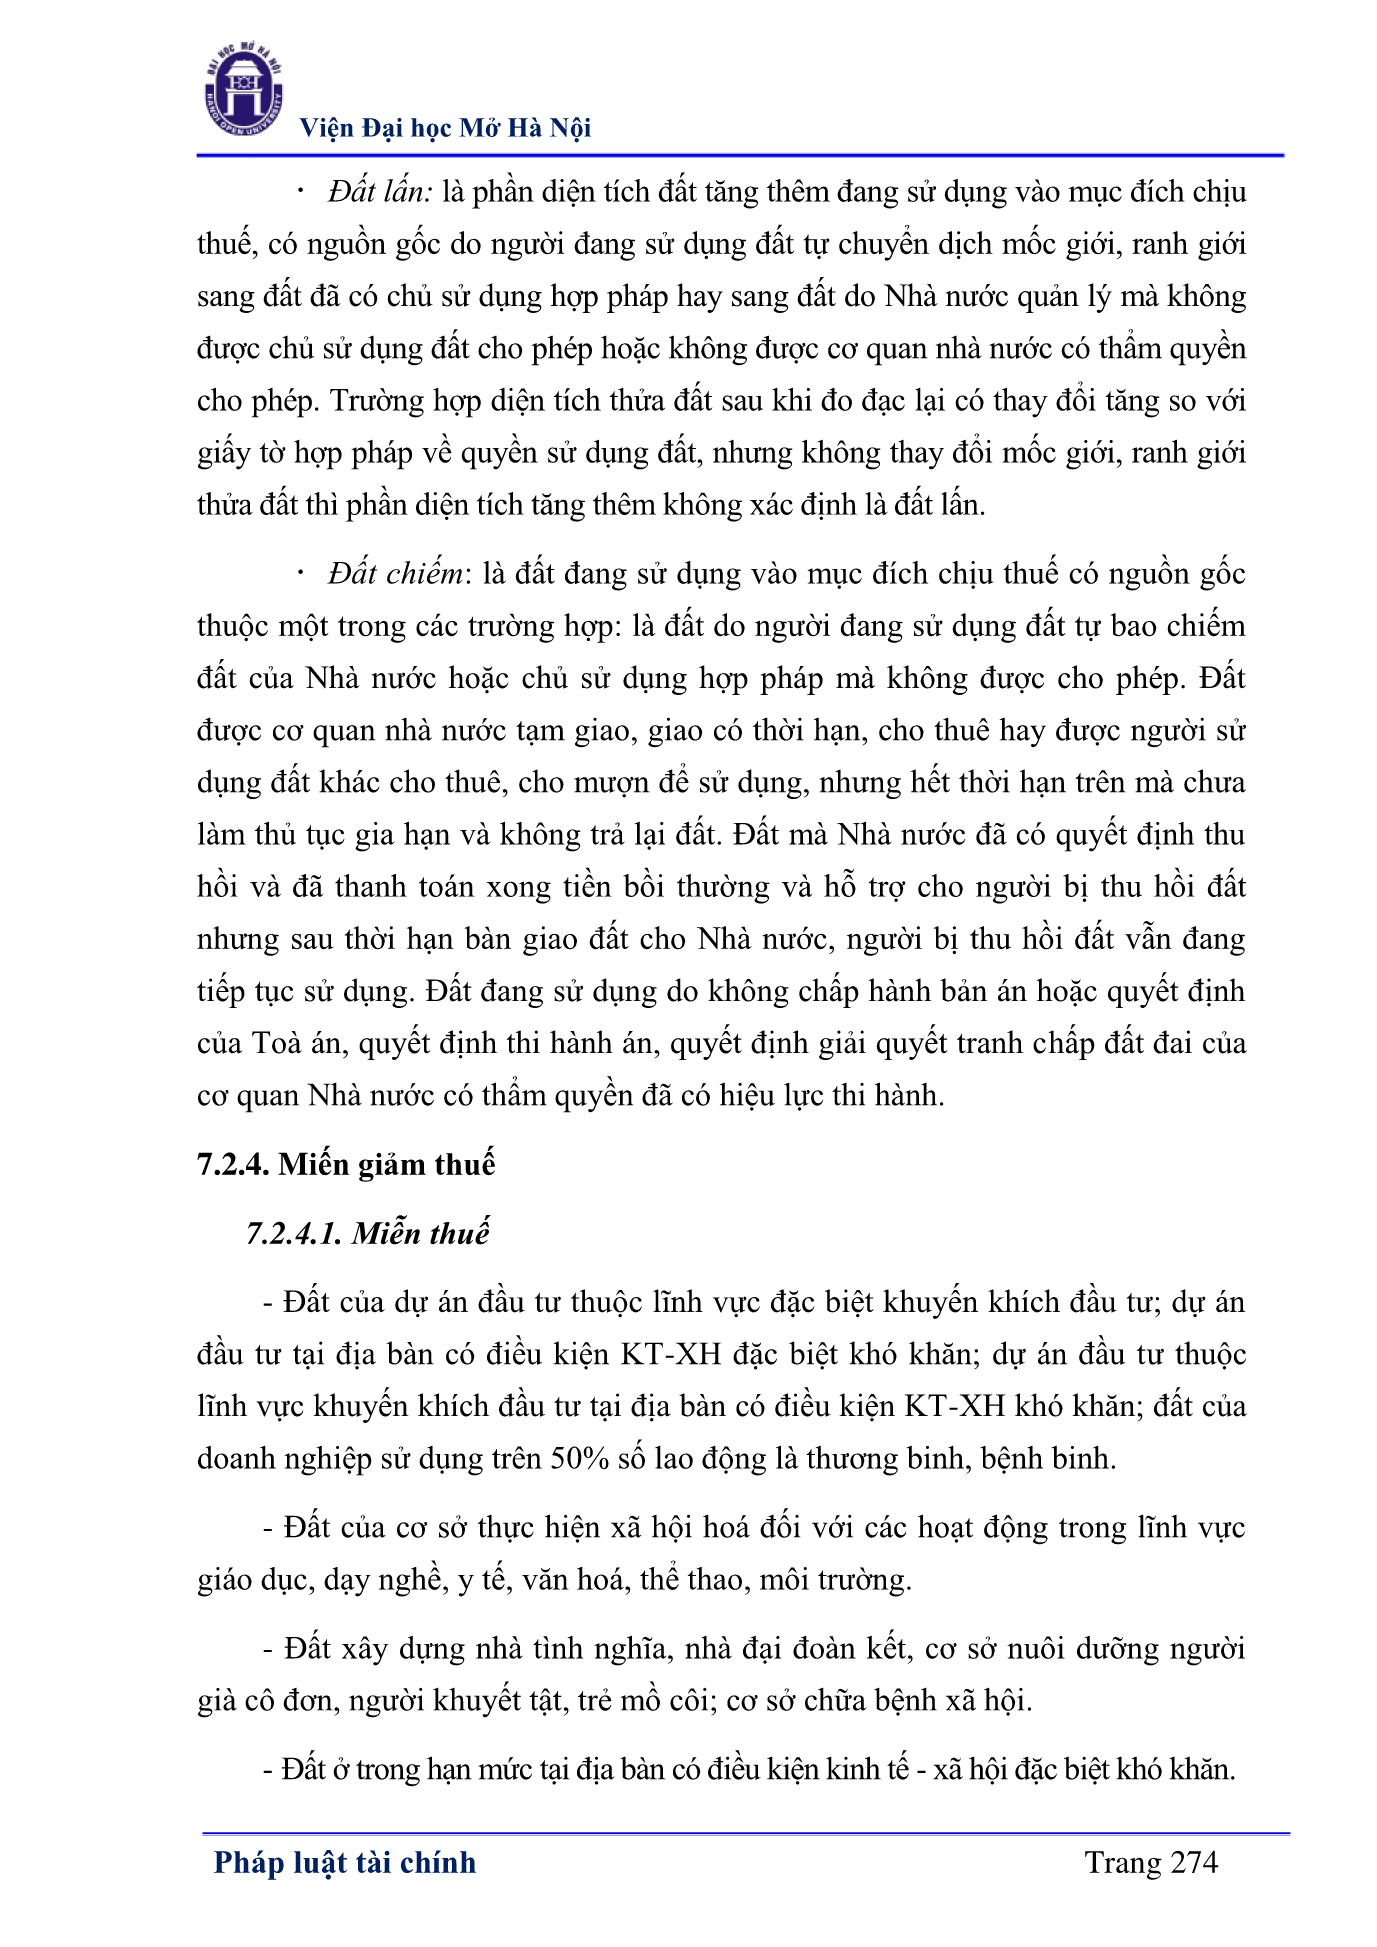 ĐẠI HỌC MỞ HÀ NỘI
HANOI OPEN UNIVERSITY
Viện Đại học Mở Hà Nội
· Đất lấn: là phần diện tích đất tăng thêm đang sử dụng vào mục đích chịu
thuế, có nguồn gốc do người đang sử dụng đất tự chuyển dịch mốc giới, ranh giới
sang đất đã có chủ sử dụng hợp pháp hay sang đất do Nhà nước quản lý mà không
được chủ sử dụng đất cho phép hoặc không được cơ quan nhà nước có thẩm quyền
cho phép. Trường hợp diện tích thửa đất sau khi đo đạc lại có thay đổi tăng so với
giấy tờ hợp pháp về quyền sử dụng đất, nhưng không thay đổi mốc giới, ranh giới
thửa đất thì phần diện tích tăng thêm không xác định là đất lấn.
· Đất chiếm: là đất đang sử dụng vào mục đích chịu thuế có nguồn gốc
thuộc một trong các trường hợp: là đất do người đang sử dụng đất tự bao chiếm
đất của Nhà nước hoặc chủ sử dụng hợp pháp mà không được cho phép. Đất
được cơ quan nhà nước tạm giao, giao có thời hạn, cho thuê hay được người sử
dụng đất khác cho thuê, cho mượn để sử dụng, nhưng hết thời hạn trên mà chưa
làm thủ tục gia hạn và không trả lại đất. Đất mà Nhà nước đã có quyết định thu
hồi và đã thanh toán xong tiền bồi thường và hỗ trợ cho người bị thu hồi đất
nhưng sau thời hạn bàn giao đất cho Nhà nước, người bị thu hồi đất vẫn đang
tiếp tục sử dụng. Đất đang sử dụng do không chấp hành bản án hoặc quyết định
của Toà án, quyết định thi hành án, quyết định giải quyết tranh chấp đất đai của
cơ quan Nhà nước có thẩm quyền đã có hiệu lực thi hành.
7.2.4. Miến giảm thuế
7.2.4.1. Miễn thuế
- Đất của dự án đầu tư thuộc lĩnh vực đặc biệt khuyến khích đầu tư; dự án
đầu tư tại địa bàn có điều kiện KT-XH đặc biệt khó khăn; dự án đầu tư thuộc
lĩnh vực khuyến khích đầu tư tại địa bàn có điều kiện KT-XH khó khăn; đất của
doanh nghiệp sử dụng trên 50% số lao động là thương binh, bệnh binh.
- Đất của cơ sở thực hiện xã hội hoá đối với các hoạt động trong lĩnh vực
giáo dục, dạy nghề, y tế, văn hoá, thể thao, môi trường.
- Đất xây dựng nhà tình nghĩa, nhà đại đoàn kết, cơ sở nuôi dưỡng người
già cô đơn, người khuyết tật, trẻ mồ côi; cơ sở chữa bệnh xã hội.
- Đất ở trong hạn mức tại địa bàn có điều kiện kinh tế - xã hội đặc biệt khó khăn.
Pháp luật tài chính Trang 274